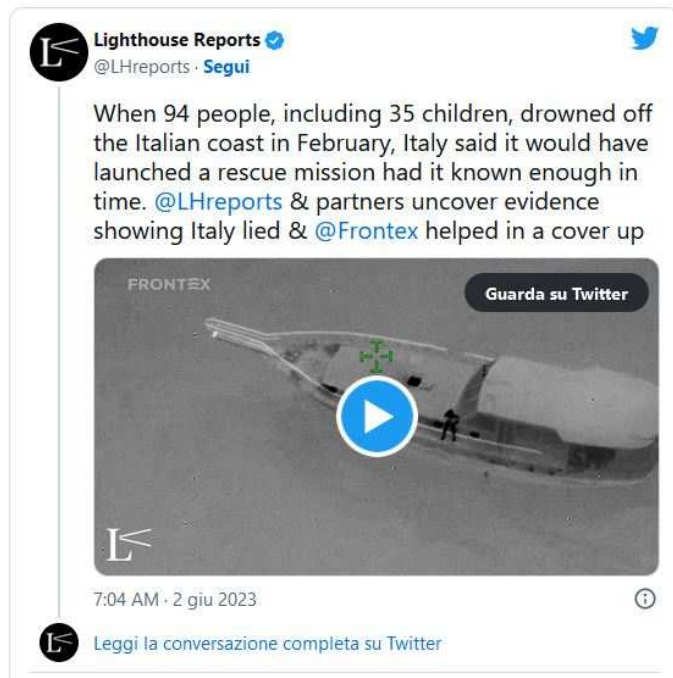 Lighthouse Reports
@LHreports · Segui
When 94 people, including 35 children, drowned off
the Italian coast in February, Italy said it would have
launched a rescue mission had it known enough in
time. @LHreports & partners uncover evidence
showing Italy lied & @Frontex helped in a cover up
FRONTEX
Guarda su Twitter
L
7:04 AM · 2 giu 2023
Leggi la conversazione completa su Twitter